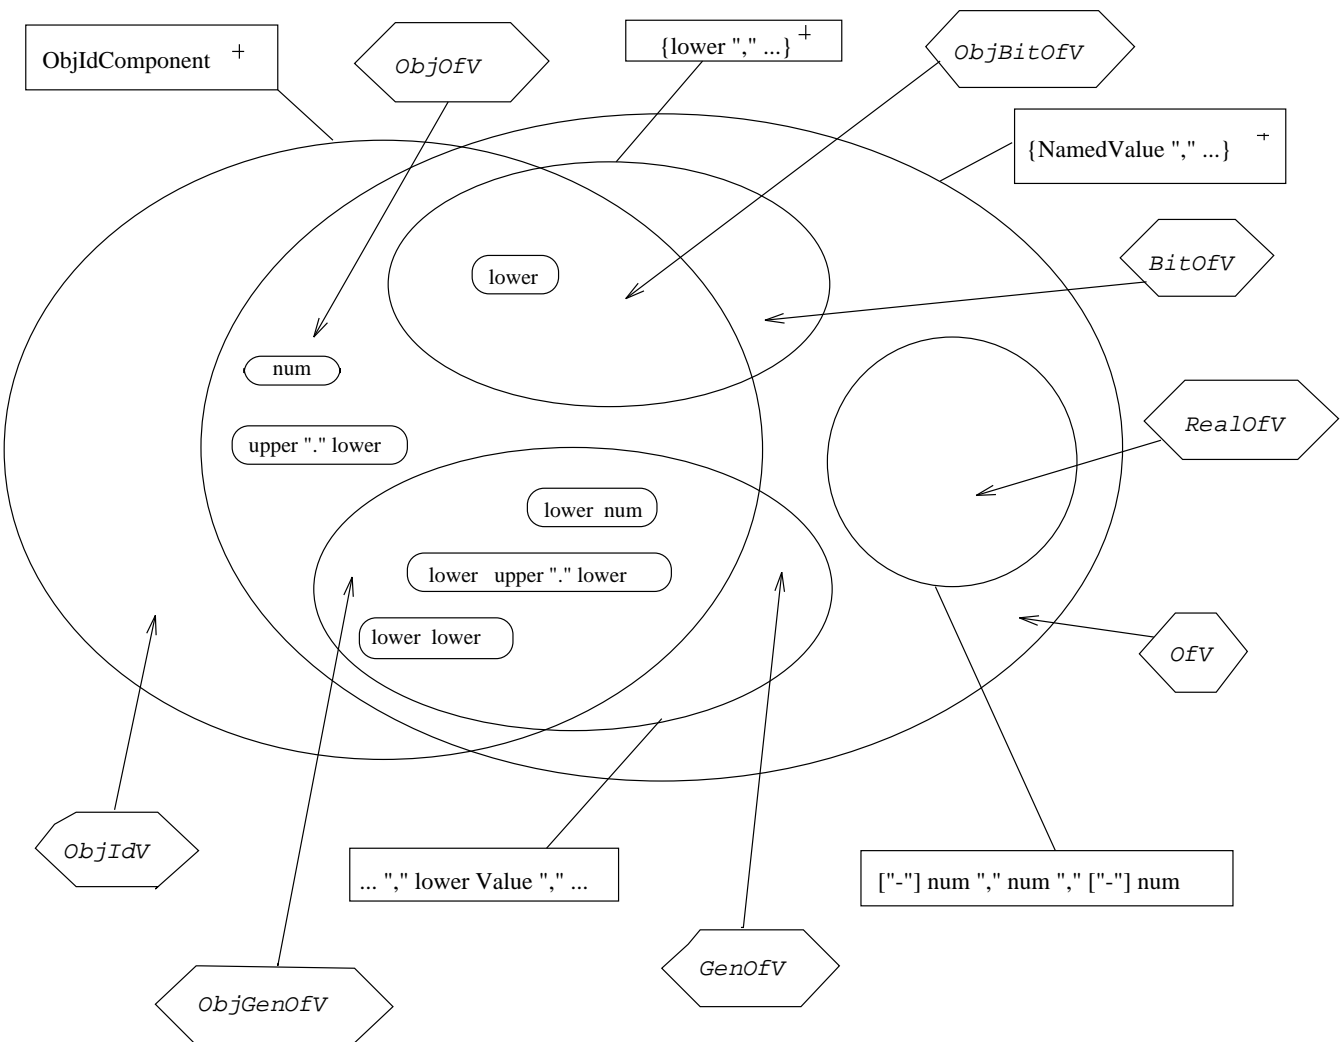 ObjIdComponent +
ObjOfV
{lower "," ...} +
ObjBitOfV
{NamedValue "," ...} +
BitOfV
lower
num
RealOfV
upper "." lower
lower num
lower upper "." lower
lower lower
OfV
ObjIdV
... "," lower Value "," ...
["-"] num "," num "," ["-"] num
GenOfV
ObjGenOfV